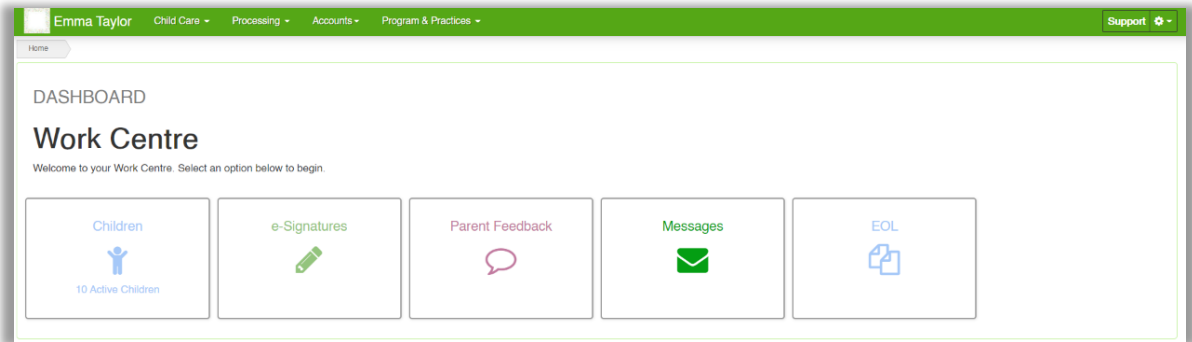 Emma Taylor Child Care Processing Accounts Program & Practices Support
Home
DASHBOARD
Work Centre
Welcome to your Work Centre. Select an option below to begin.
Children e-Signatures Parent Feedback Messages EOL
10 Active Children